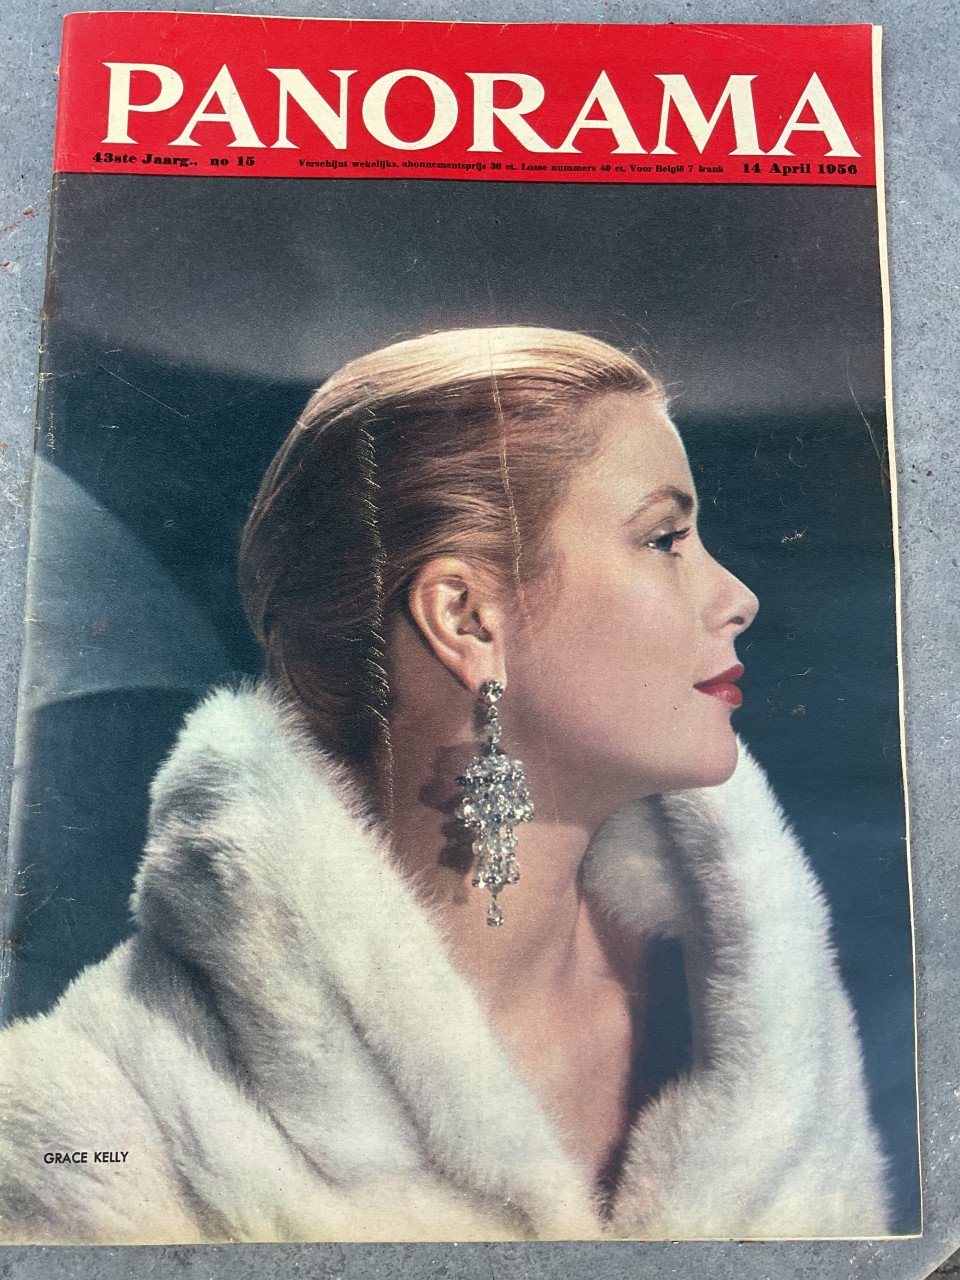 PANORAMA
43ste Jaarg.. no 15 Verschijnt wekelijks, abonnementsprijs 30 ct. Losse nummers 40 ct. Voor België 7 frank 14 April 1956
GRACE KELLY